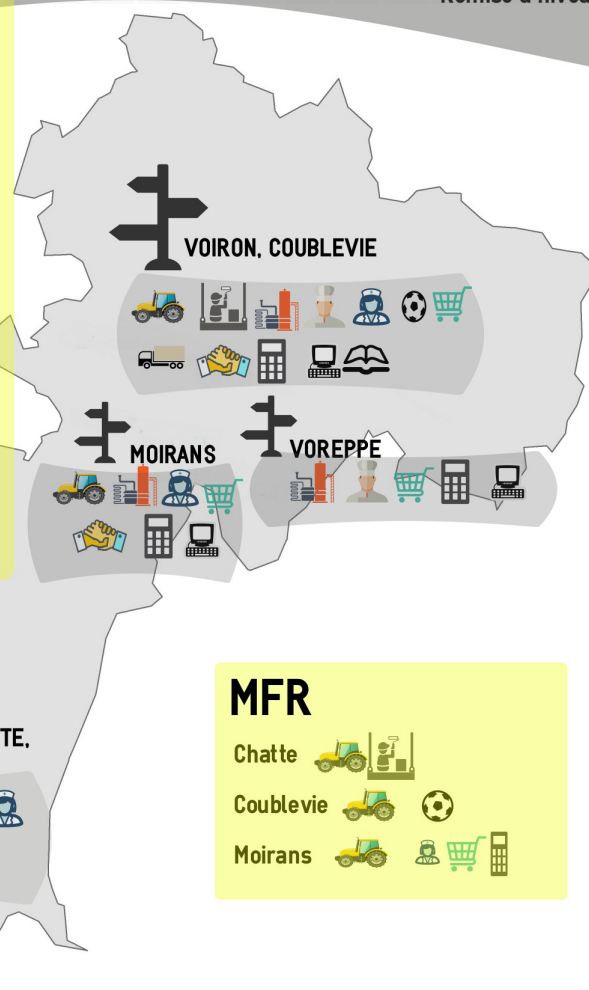 VOIRON, COUBLEVIE
MOIRANS
VOREPPE
TE,
MFR
Chatte
Coublevie
Moirans